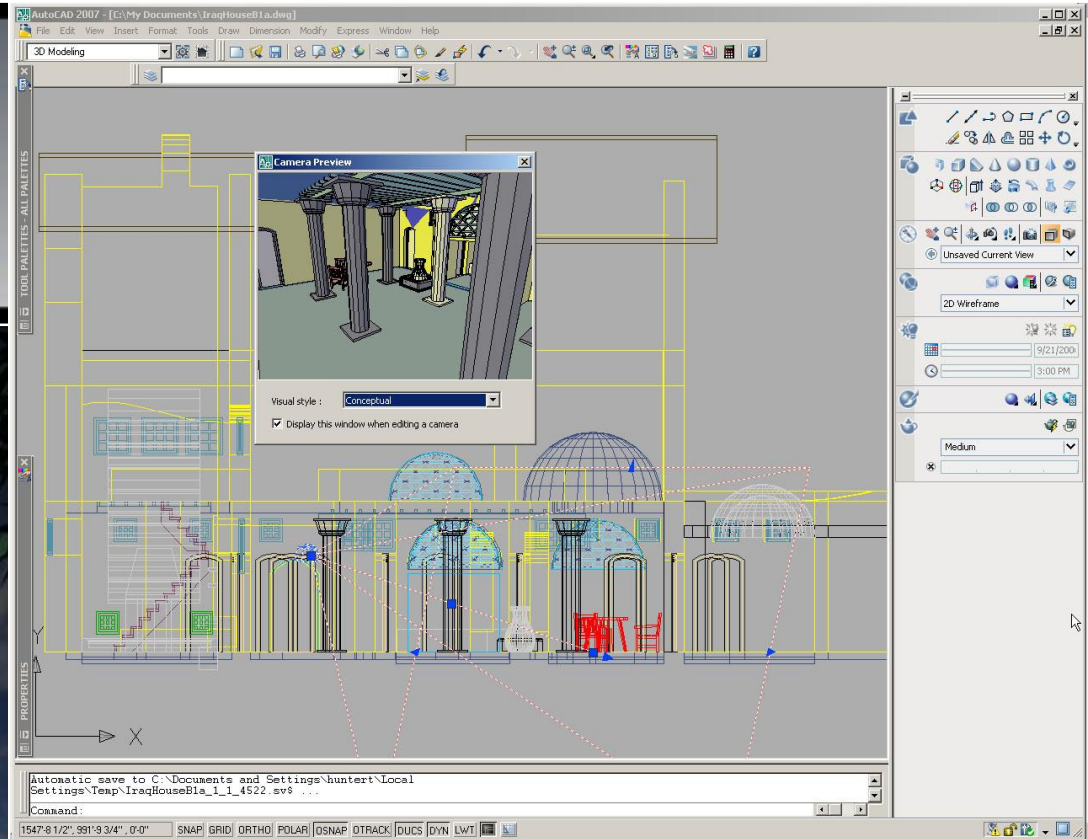 AutoCAD 2007 - [C:\My Documents\IraqHouseB1a.dwg]
File Edit View Insert Format Tools Draw Dimension Modify Express Window Help
3D Modeling
TOOL PALETTES - ALL PALETTES
Camera Preview
Visual style :
Conceptual
Display this window when editing a camera
Unsaved Current View
2D Wireframe
9/21/200
3:00 PM
Medium
PROPERTIES
Y
X
Automatic save to C:\Documents and Settings\huntert\Local
Settings\Temp\IraqHouseB1a_1_1_4522.sv$ ...
Command:
1547'-8 1/2", 991'-9 3/4" , 0'-0" SNAP GRID ORTHO POLAR OSNAP OTRACK DUCS DYN LWT